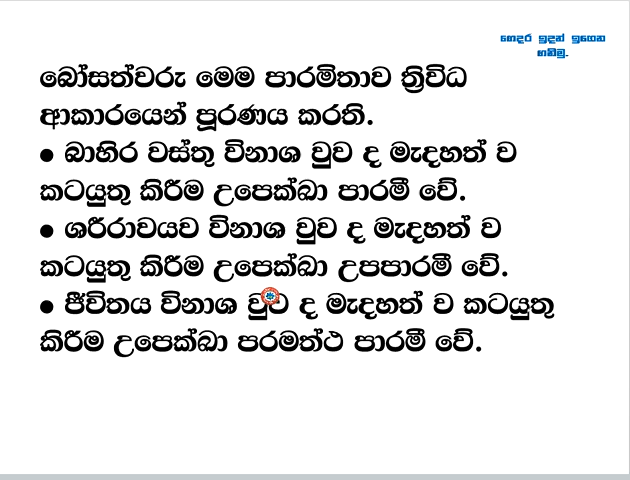 ගෙදර ඉඳන් ඉගෙන
ගනිමු.
බෝසත්වරු මෙම පාරමිතාව ත්‍රිවිධ
ආකාරයෙන් පූරණය කරති.
● බාහිර වස්තු විනාශ වුව ද මැදහත් ව
කටයුතු කිරීම උපෙක්ඛා පාරමී වේ.
● ශරීරාවයව විනාශ වුව ද මැදහත් ව
කටයුතු කිරීම උපෙක්ඛා උපපාරමී වේ.
● ජීවිතය විනාශ වුව ද මැදහත් ව කටයුතු
කිරීම උපෙක්ඛා පරමත්ථ පාරමී වේ.